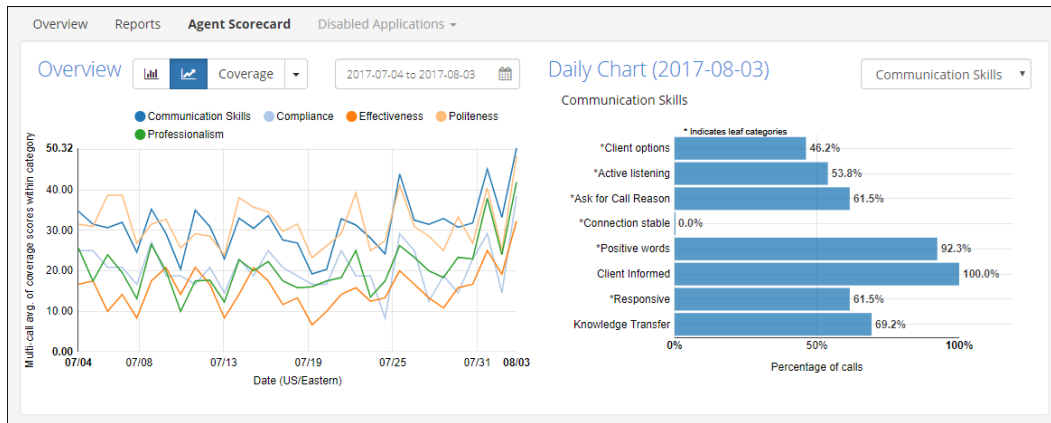 Overview Reports Agent Scorecard Disabled Applications
Overview
Coverage
2017-07-04 to 2017-08-03
Communication Skills Compliance Effectiveness Politeness
Professionalism
Multi-call avg. of coverage scores within category
50.32
40.00
30.00
20.00
10.00
0.00
07/04 07/08 07/13 07/19 07/25 07/31 08/03
Date (US/Eastern)
Daily Chart (2017-08-03)
Communication Skills
Communication Skills
* Indicates leaf categories
*Client options 46.2%
*Active listening 53.8%
*Ask for Call Reason 61.5%
*Connection stable 0.0%
*Positive words 92.3%
Client Informed 100.0%
*Responsive 61.5%
Knowledge Transfer 69.2%
0% 50% 100%
Percentage of calls